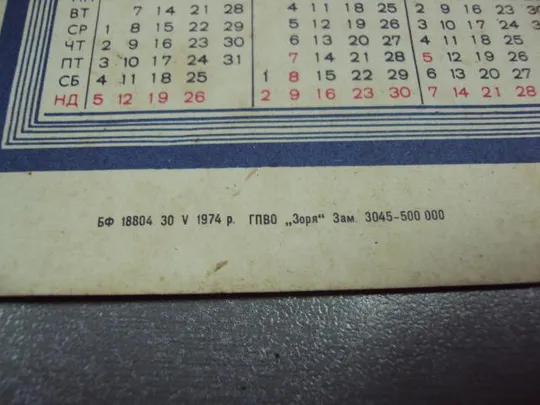 ВТ 7 14 21 28 4 11 18 25 2 9 16 23 30
СР 1 8 15 22 29 5 12 19 26 3 10 17 24 31
ЧТ 2 9 16 23 30 6 13 20 27 4 11 18 25
ПТ 3 10 17 24 31 7 14 21 28 5 12 19 26
СБ 4 11 18 25 1 8 15 22 29 6 13 20 27
НД 5 12 19 26 2 9 16 23 30 7 14 21 28
БФ 18804 30 V 1974 р. ГПВО „Зоря“ Зам. 3045–500 000